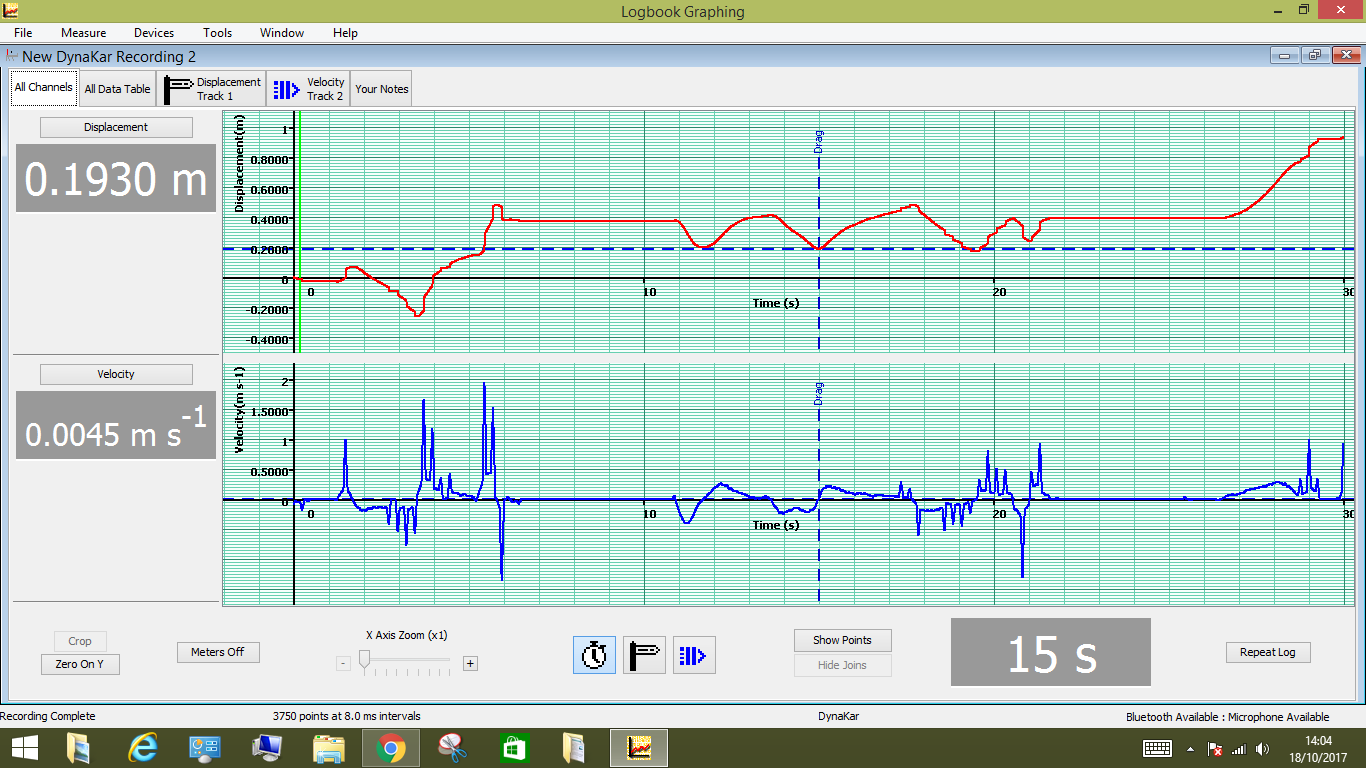 Logbook Graphing
File Measure Devices Tools Window Help
New DynaKar Recording 2
All Channels
All Data Table
Displacement
Track 1
Velocity
Track 2
Your Notes
Displacement
0.1930 m
Displacement(m)
1
0.8000
0.6000
0.4000
0.2000
0
-0.2000
-0.4000
Drag
0 10 20 30
Time (s)
Velocity
0.0045 m s-1
Velocity(m s-1)
2
1.5000
1
0.5000
0
Drag
0 10 20 30
Time (s)
Crop
Zero On Y
Meters Off
X Axis Zoom (x1)
- +
Show Points
Hide Joins
15 s
Repeat Log
Recording Complete 3750 points at 8.0 ms intervals DynaKar Bluetooth Available : Microphone Available
14:04
18/10/2017